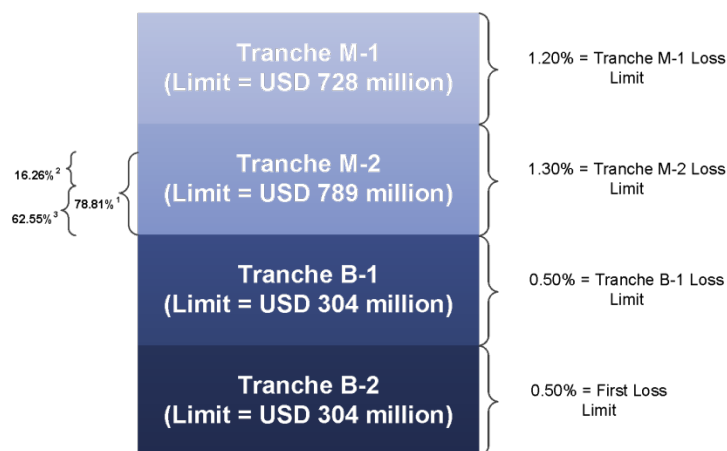 Tranche M-1
(Limit = USD 728 million)
1.20% = Tranche M-1 Loss
Limit
Tranche M-2
(Limit = USD 789 million)
1.30% = Tranche M-2 Loss
Limit
16.26%²
78.81%¹
62.55%³
Tranche B-1
(Limit = USD 304 million)
0.50% = Tranche B-1 Loss
Limit
Tranche B-2
(Limit = USD 304 million)
0.50% = First Loss
Limit